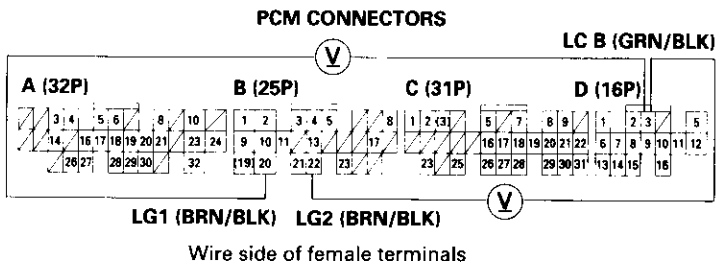 PCM CONNECTORS
LC B (GRN/BLK)
V
A (32P) B (25P) C (31P) D (16P)
3 4 5 6 8 10 1 2 3 4 5 8 1 2 (3) 5 7 8 9 1 2 3 5
14 16 17 18 19 20 21 23 24 9 10 11 13 17 16 17 18 19 20 21 22 6 7 8 9 10 11 12
26 27 28 29 30 32 (19) 20 21 22 23 23 25 26 27 28 29 30 31 13 14 15 16
V
LG1 (BRN/BLK) LG2 (BRN/BLK)
Wire side of female terminals